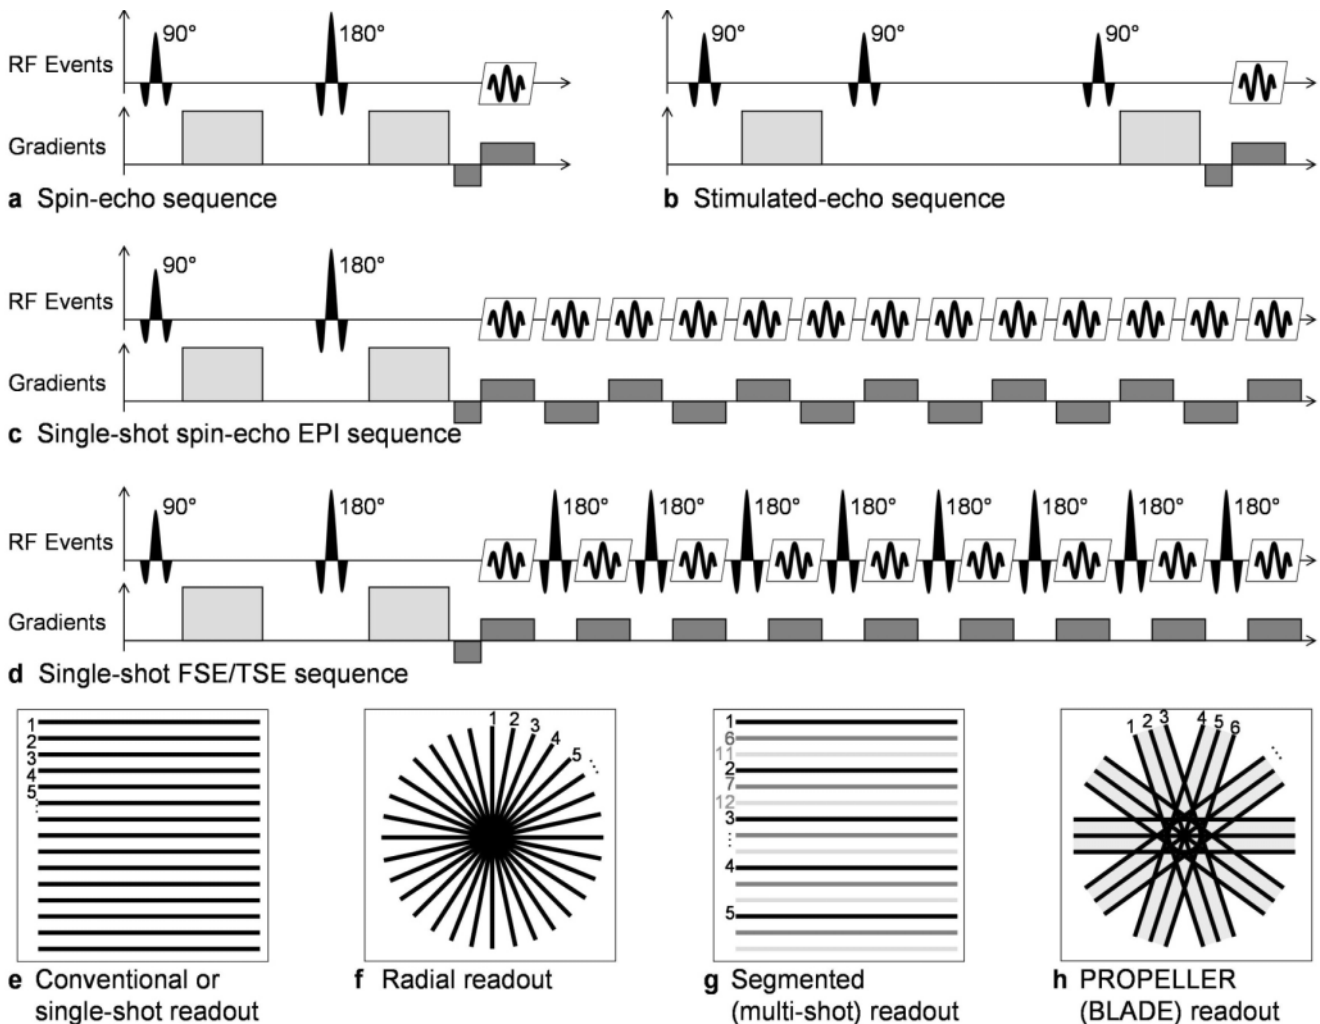 90° 180°
RF Events
Gradients
a Spin-echo sequence
90° 90° 90°
b Stimulated-echo sequence
90° 180°
RF Events
Gradients
c Single-shot spin-echo EPI sequence
90° 180° 180° 180° 180° 180° 180° 180° 180° 180°
RF Events
Gradients
d Single-shot FSE/TSE sequence
1
2
3
4
5
⋮
e Conventional or
single-shot readout
1 2 3 4 5 ⋱
f Radial readout
1
6
11
2
7
12
3
⋮
4
5
g Segmented
(multi-shot) readout
1 2 3 4 5 6 ⋱
h PROPELLER
(BLADE) readout